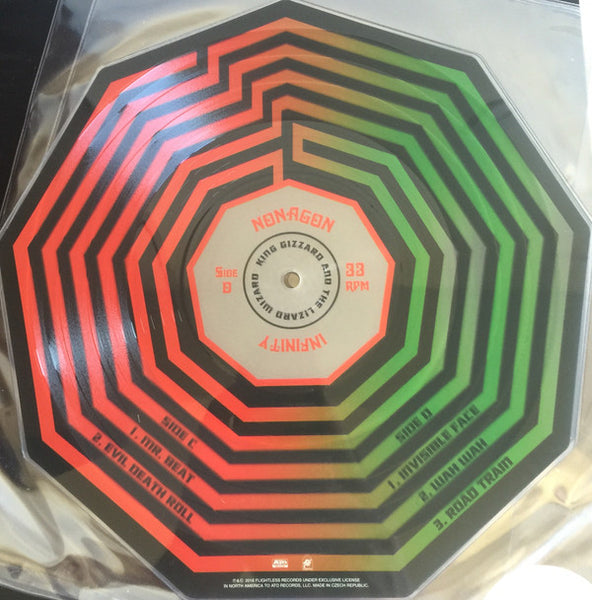 NONAGON
SIDE
D
KING GIZZARD AND THE LIZARD WIZARD
33
RPM
INFINITY
SIDE C
1. MR. BEAT
2. EVIL DEATH ROLL
SIDE D
1. INVISIBLE FACE
2. WAH WAH
3. ROAD TRAIN
℗ & © 2016 FLIGHTLESS RECORDS UNDER EXCLUSIVE LICENSE
IN NORTH AMERICA TO ATO RECORDS, LLC. MADE IN CZECH REPUBLIC.